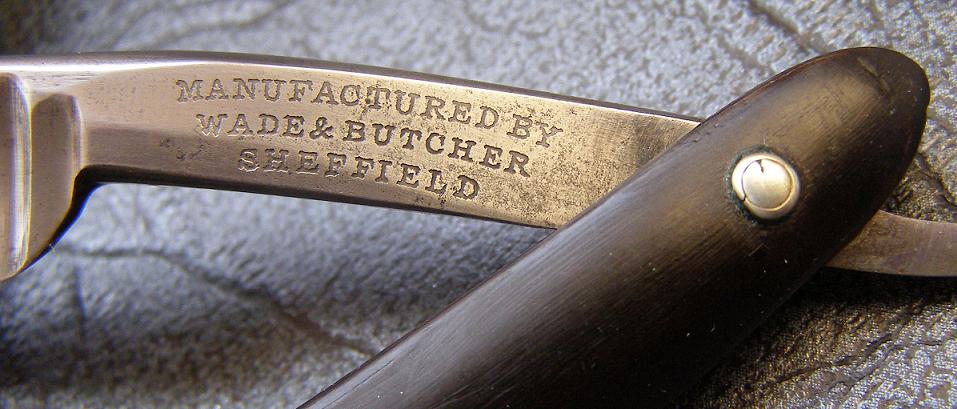 MANUFACTURED BY
WADE & BUTCHER
SHEFFIELD